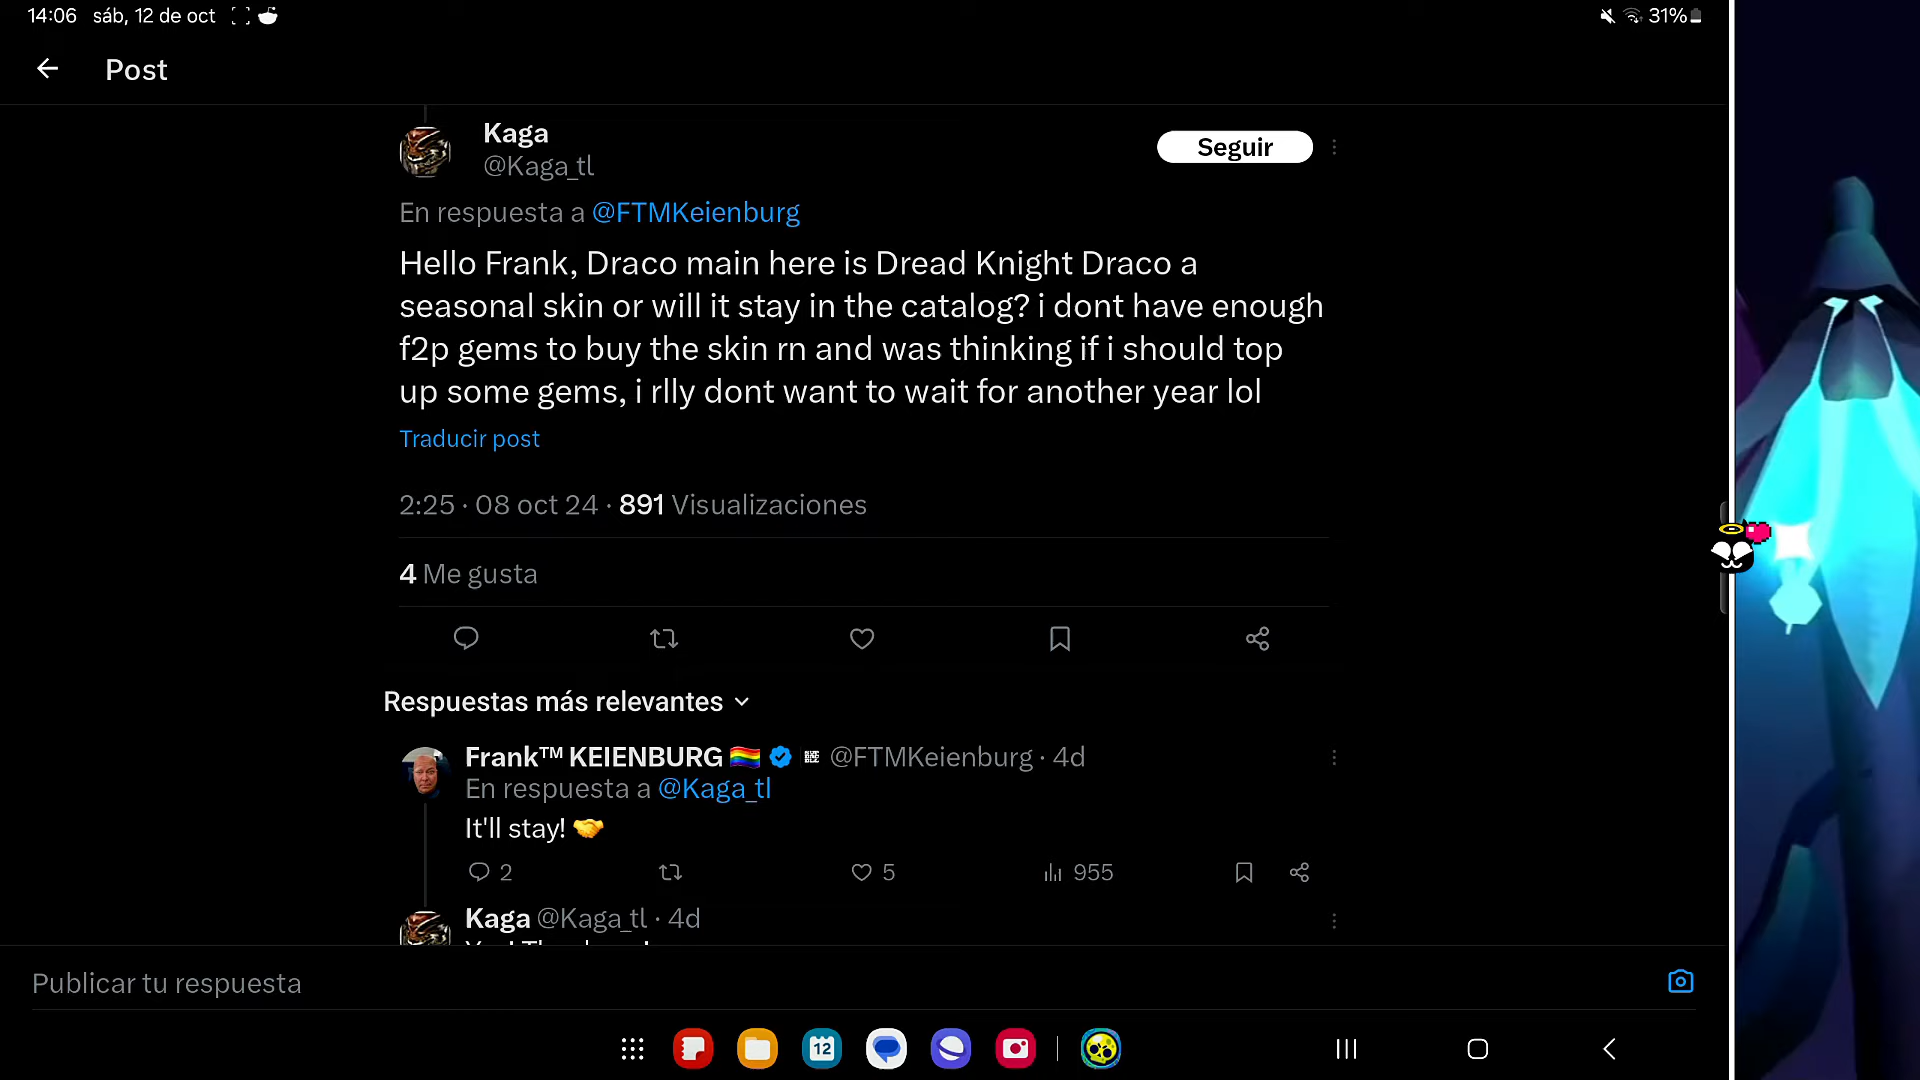 14:06 sáb, 12 de oct
31%
Post
Kaga
@Kaga_tl
Seguir
En respuesta a @FTMKeienburg
Hello Frank, Draco main here is Dread Knight Draco a
seasonal skin or will it stay in the catalog? i dont have enough
f2p gems to buy the skin rn and was thinking if i should top
up some gems, i rlly dont want to wait for another year lol
Traducir post
2:25 · 08 oct 24 · 891 Visualizaciones
4 Me gusta
Respuestas más relevantes
Frank™ KEIENBURG 🏳️‍🌈 @FTMKeienburg · 4d
En respuesta a @Kaga_tl
It'll stay! 🤝
2 5 955
Kaga @Kaga_tl · 4d
Publicar tu respuesta
12